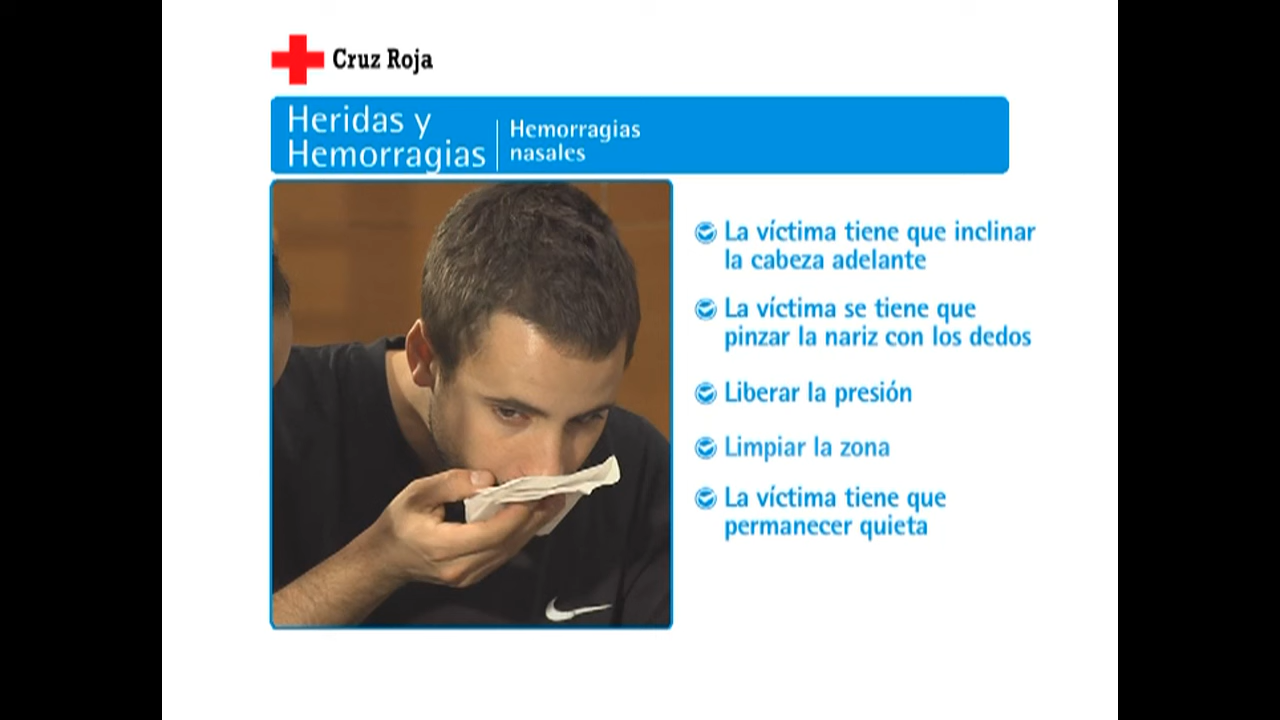 Cruz Roja
Heridas y
Hemorragias
Hemorragias
nasales
La víctima tiene que inclinar
la cabeza adelante
La víctima se tiene que
pinzar la nariz con los dedos
Liberar la presión
Limpiar la zona
La víctima tiene que
permanecer quieta